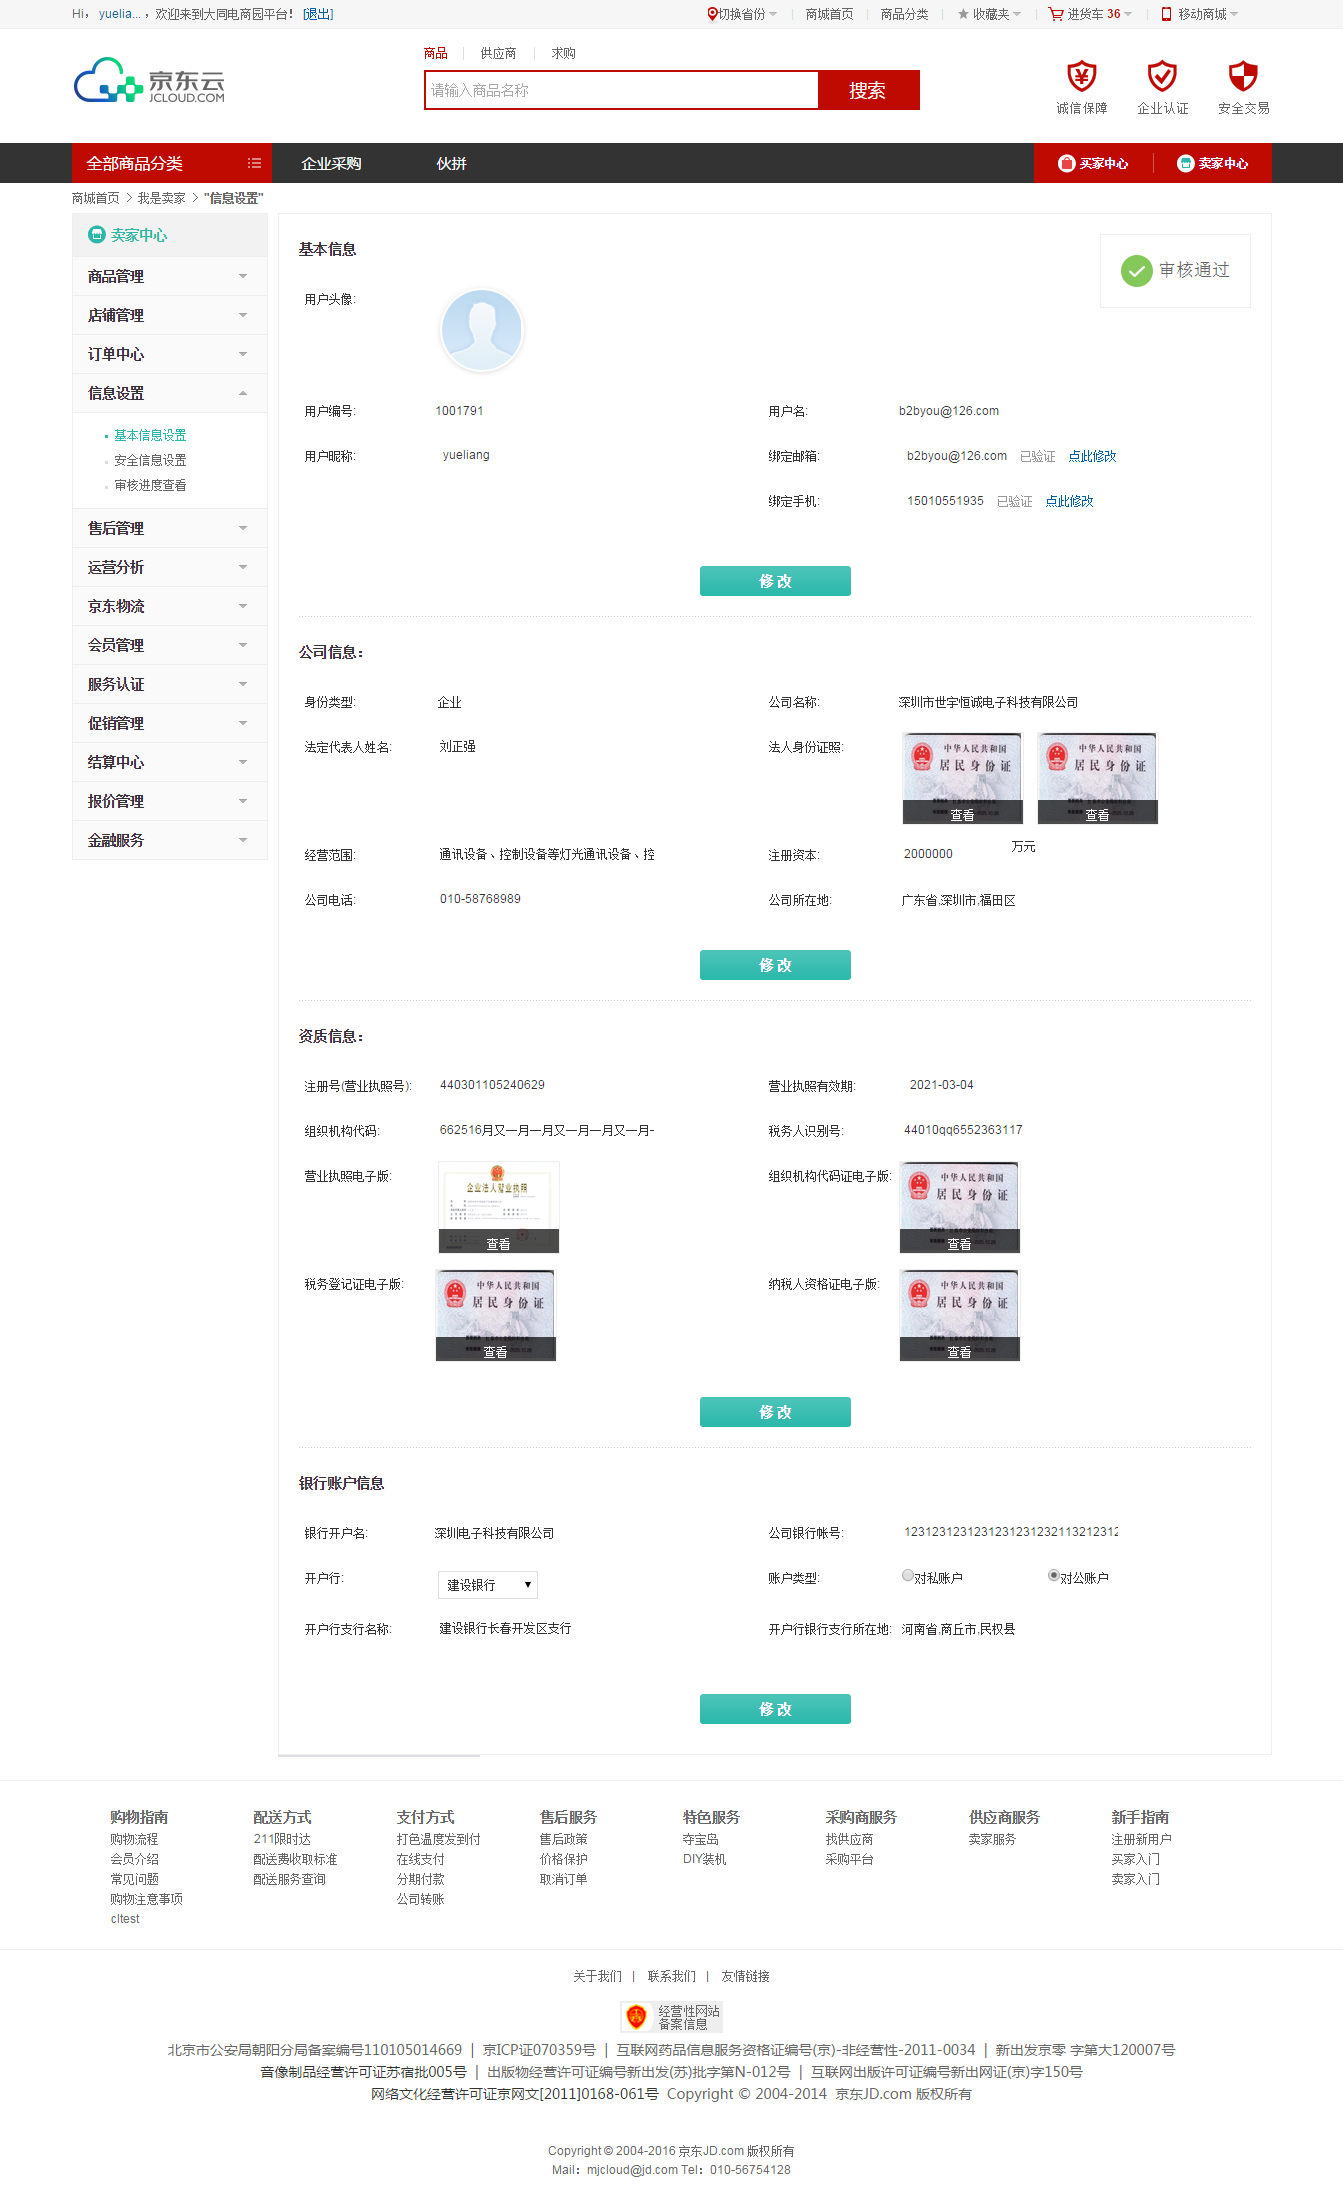 Hi， yuelia... ，欢迎来到大同电商园平台！ [退出]
切换省份 商城首页 商品分类 收藏夹 进货车 36 移动商城
商品 供应商 求购
京东云
JCLOUD.COM
请输入商品名称 搜索
诚信保障 企业认证 安全交易
全部商品分类 企业采购 伙拼 买家中心 卖家中心
商城首页 > 我是卖家 > "信息设置"
卖家中心
商品管理
店铺管理
订单中心
信息设置
基本信息设置
安全信息设置
审核进度查看
售后管理
运营分析
京东物流
会员管理
服务认证
促销管理
结算中心
报价管理
金融服务
基本信息
审核通过
用户头像:
用户编号: 1001791 用户名: b2byou@126.com
用户昵称: yueliang 绑定邮箱: b2byou@126.com 已验证 点此修改
绑定手机: 15010551935 已验证 点此修改
修 改
公司信息：
身份类型: 企业 公司名称: 深圳市世宇恒诚电子科技有限公司
法定代表人姓名: 刘正强 法人身份证照:
中华人民共和国 中华人民共和国
居民身份证 居民身份证
查看 查看
经营范围: 通讯设备、控制设备等灯光通讯设备、控 注册资本: 2000000 万元
公司电话: 010-58768989 公司所在地: 广东省,深圳市,福田区
修 改
资质信息：
注册号(营业执照号): 440301105240629 营业执照有效期: 2021-03-04
组织机构代码: 662516月又一月一月又一月一月又一月- 税务人识别号: 44010qq6552363117
营业执照电子版: 组织机构代码证电子版:
企业法人营业执照 中华人民共和国
居民身份证
查看 查看
税务登记证电子版: 纳税人资格证电子版:
中华人民共和国 中华人民共和国
居民身份证 居民身份证
查看 查看
修 改
银行账户信息
银行开户名: 深圳电子科技有限公司 公司银行帐号: 1231231231231231231232113212312
开户行: 建设银行 账户类型: 对私账户 对公账户
开户行支行名称: 建设银行长春开发区支行 开户行银行支行所在地: 河南省,商丘市,民权县
修 改
购物指南 配送方式 支付方式 售后服务 特色服务 采购商服务 供应商服务 新手指南
购物流程 211限时达 打色温度发到付 售后政策 夺宝岛 找供应商 卖家服务 注册新用户
会员介绍 配送费收取标准 在线支付 价格保护 DIY装机 采购平台 买家入门
常见问题 配送服务查询 分期付款 取消订单 卖家入门
购物注意事项 公司转账
cltest
关于我们 | 联系我们 | 友情链接
经营性网站
备案信息
北京市公安局朝阳分局备案编号110105014669 | 京ICP证070359号 | 互联网药品信息服务资格证编号(京)-非经营性-2011-0034 | 新出发京零 字第大120007号
音像制品经营许可证苏宿批005号 | 出版物经营许可证编号新出发(苏)批字第N-012号 | 互联网出版许可证编号新出网证(京)字150号
网络文化经营许可证京网文[2011]0168-061号 Copyright © 2004-2014 京东JD.com 版权所有
Copyright © 2004-2016 京东JD.com 版权所有
Mail：mjcloud@jd.com Tel：010-56754128